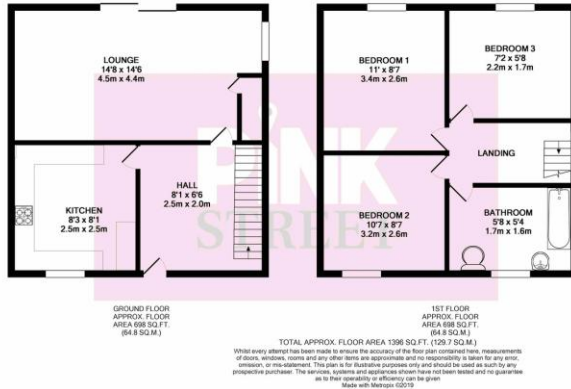 LOUNGE
14'8 x 14'6
4.5m x 4.4m
KITCHEN
8'3 x 8'1
2.5m x 2.5m
HALL
8'1 x 6'6
2.5m x 2.0m
GROUND FLOOR
APPROX. FLOOR
AREA 698 SQ.FT.
(64.8 SQ.M.)
BEDROOM 1
11' x 8'7
3.4m x 2.6m
BEDROOM 3
7'2 x 5'8
2.2m x 1.7m
LANDING
BEDROOM 2
10'7 x 8'7
3.2m x 2.6m
BATHROOM
5'8 x 5'4
1.7m x 1.6m
1ST FLOOR
APPROX. FLOOR
AREA 698 SQ.FT.
(64.8 SQ.M.)
PINK
STREET
TOTAL APPROX. FLOOR AREA 1396 SQ.FT. (129.7 SQ.M.)
Whilst every attempt has been made to ensure the accuracy of the floor plan contained here, measurements
of doors, windows, rooms and any other items are approximate and no responsibility is taken for any error,
omission, or mis-statement. This plan is for illustrative purposes only and should be used as such by any
prospective purchaser. The services, systems and appliances shown have not been tested and no guarantee
as to their operability or efficiency can be given
Made with Metropix ©2019